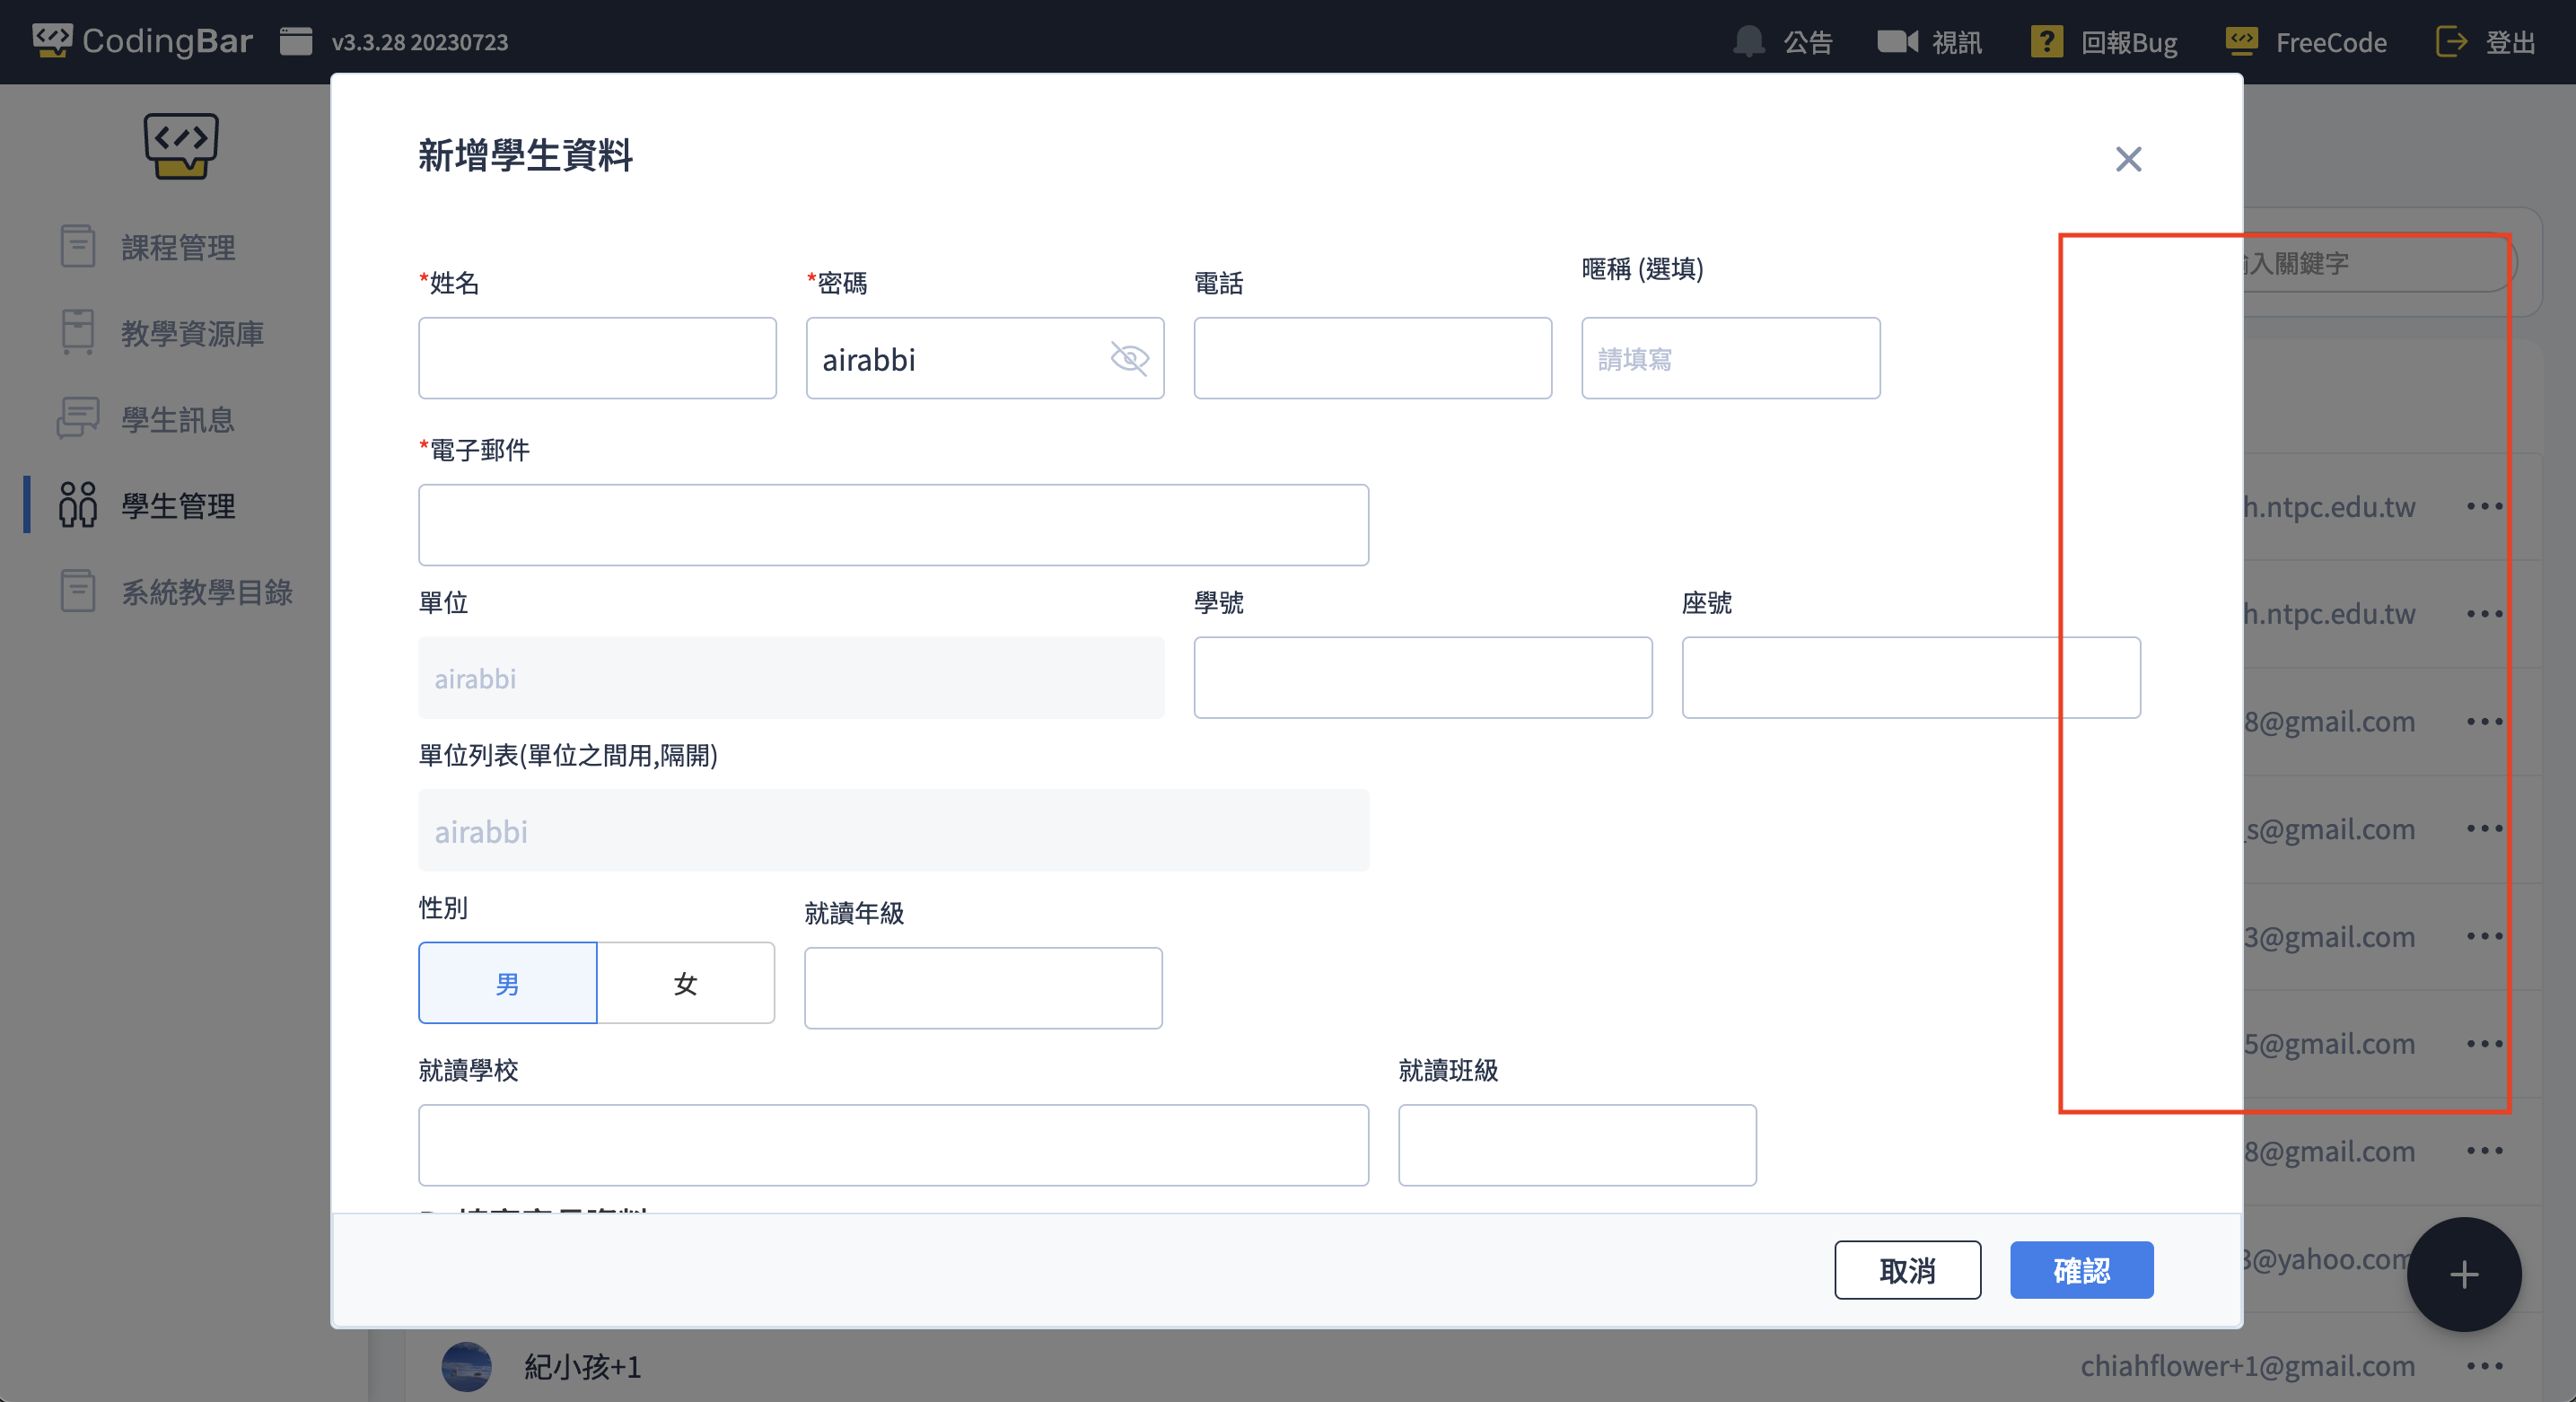 CodingBar v3.3.28 20230723 公告 視訊 回報Bug FreeCode 登出
課程管理
教學資源庫
學生訊息
學生管理
系統教學目錄
新增學生資料
*姓名 *密碼 電話 暱稱 (選填)
airabbi 請填寫
*電子郵件
單位 學號 座號
airabbi
單位列表(單位之間用,隔開)
airabbi
性別 就讀年級
男 女
就讀學校 就讀班級
取消 確認
入關鍵字
h.ntpc.edu.tw
h.ntpc.edu.tw
8@gmail.com
s@gmail.com
3@gmail.com
5@gmail.com
8@gmail.com
@yahoo.com
紀小孩+1 chiahflower+1@gmail.com